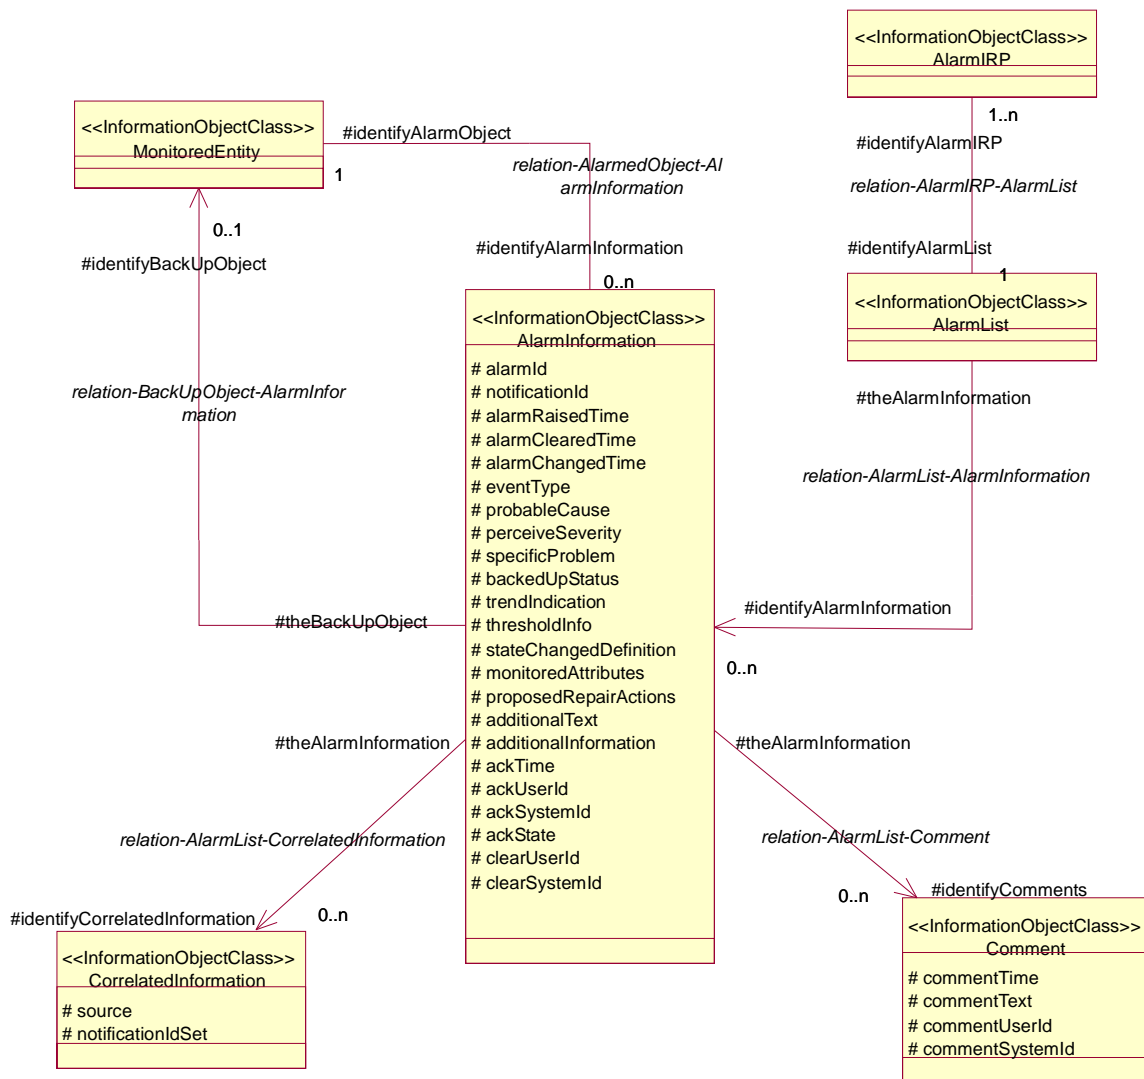 <<InformationObjectClass>>
AlarmIRP
1..n
#identifyAlarmIRP
relation-AlarmIRP-AlarmList
#identifyAlarmList
1
<<InformationObjectClass>>
AlarmList
#theAlarmInformation
relation-AlarmList-AlarmInformation
#identifyAlarmInformation
0..n
<<InformationObjectClass>>
MonitoredEntity
#identifyAlarmObject
1
relation-AlarmedObject-Al
armInformation
#identifyAlarmInformation
0..n
0..1
#identifyBackUpObject
relation-BackUpObject-AlarmInfor
mation
#theBackUpObject
<<InformationObjectClass>>
AlarmInformation
# alarmId
# notificationId
# alarmRaisedTime
# alarmClearedTime
# alarmChangedTime
# eventType
# probableCause
# perceiveSeverity
# specificProblem
# backedUpStatus
# trendIndication
# thresholdInfo
# stateChangedDefinition
# monitoredAttributes
# proposedRepairActions
# additionalText
# additionalInformation
# ackTime
# ackUserId
# ackSystemId
# ackState
# clearUserId
# clearSystemId
#theAlarmInformation
relation-AlarmList-CorrelatedInformation
#identifyCorrelatedInformation
0..n
<<InformationObjectClass>>
CorrelatedInformation
# source
# notificationIdSet
#theAlarmInformation
relation-AlarmList-Comment
0..n
#identifyComments
<<InformationObjectClass>>
Comment
# commentTime
# commentText
# commentUserId
# commentSystemId